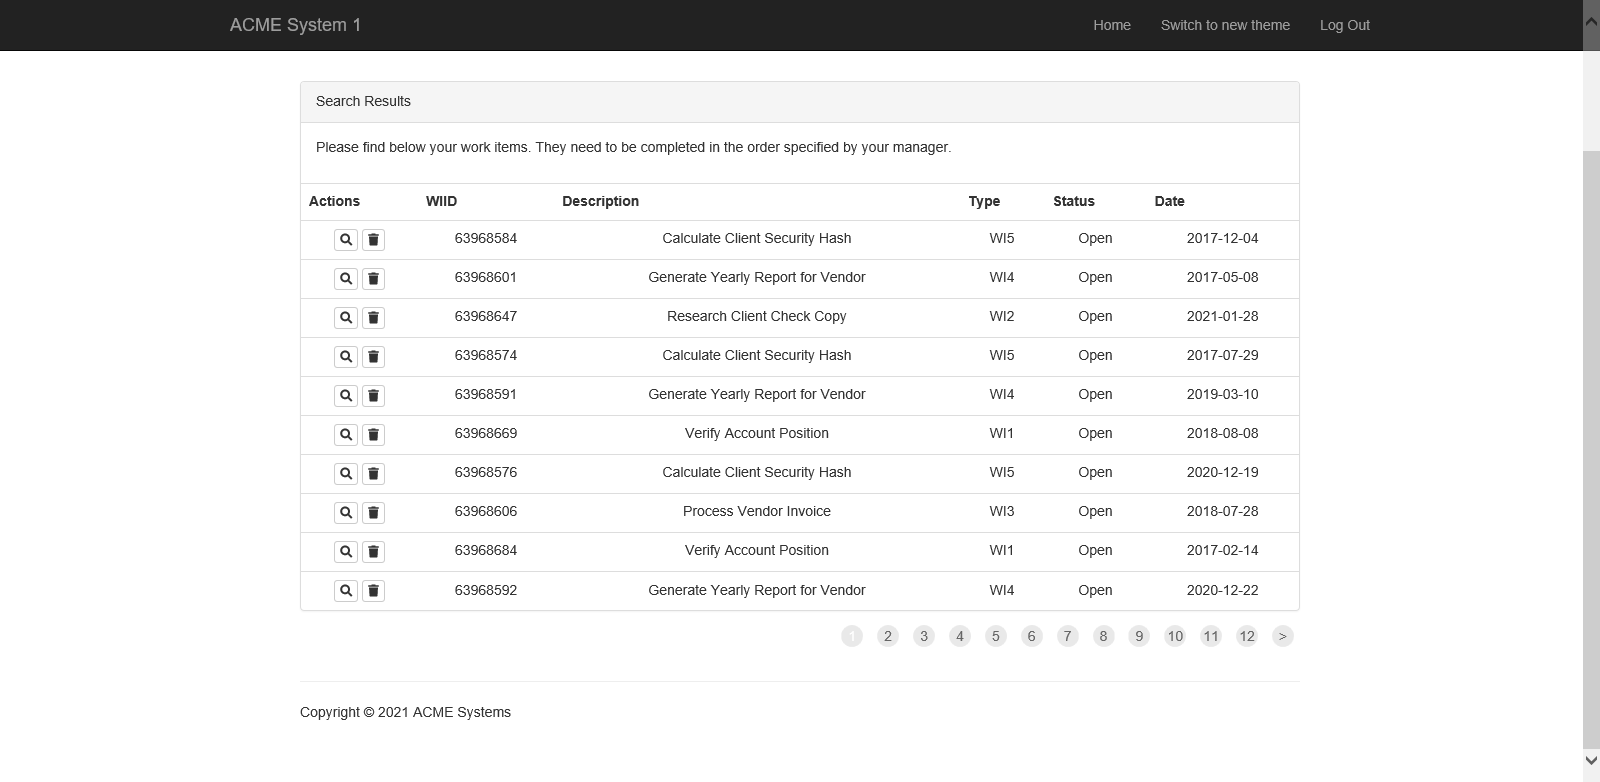 ACME System 1 Home Switch to new theme Log Out
Search Results
Please find below your work items. They need to be completed in the order specified by your manager.
Actions WIID Description Type Status Date
63968584 Calculate Client Security Hash WI5 Open 2017-12-04
63968601 Generate Yearly Report for Vendor WI4 Open 2017-05-08
63968647 Research Client Check Copy WI2 Open 2021-01-28
63968574 Calculate Client Security Hash WI5 Open 2017-07-29
63968591 Generate Yearly Report for Vendor WI4 Open 2019-03-10
63968669 Verify Account Position WI1 Open 2018-08-08
63968576 Calculate Client Security Hash WI5 Open 2020-12-19
63968606 Process Vendor Invoice WI3 Open 2018-07-28
63968684 Verify Account Position WI1 Open 2017-02-14
63968592 Generate Yearly Report for Vendor WI4 Open 2020-12-22
1 2 3 4 5 6 7 8 9 10 11 12 >
Copyright © 2021 ACME Systems